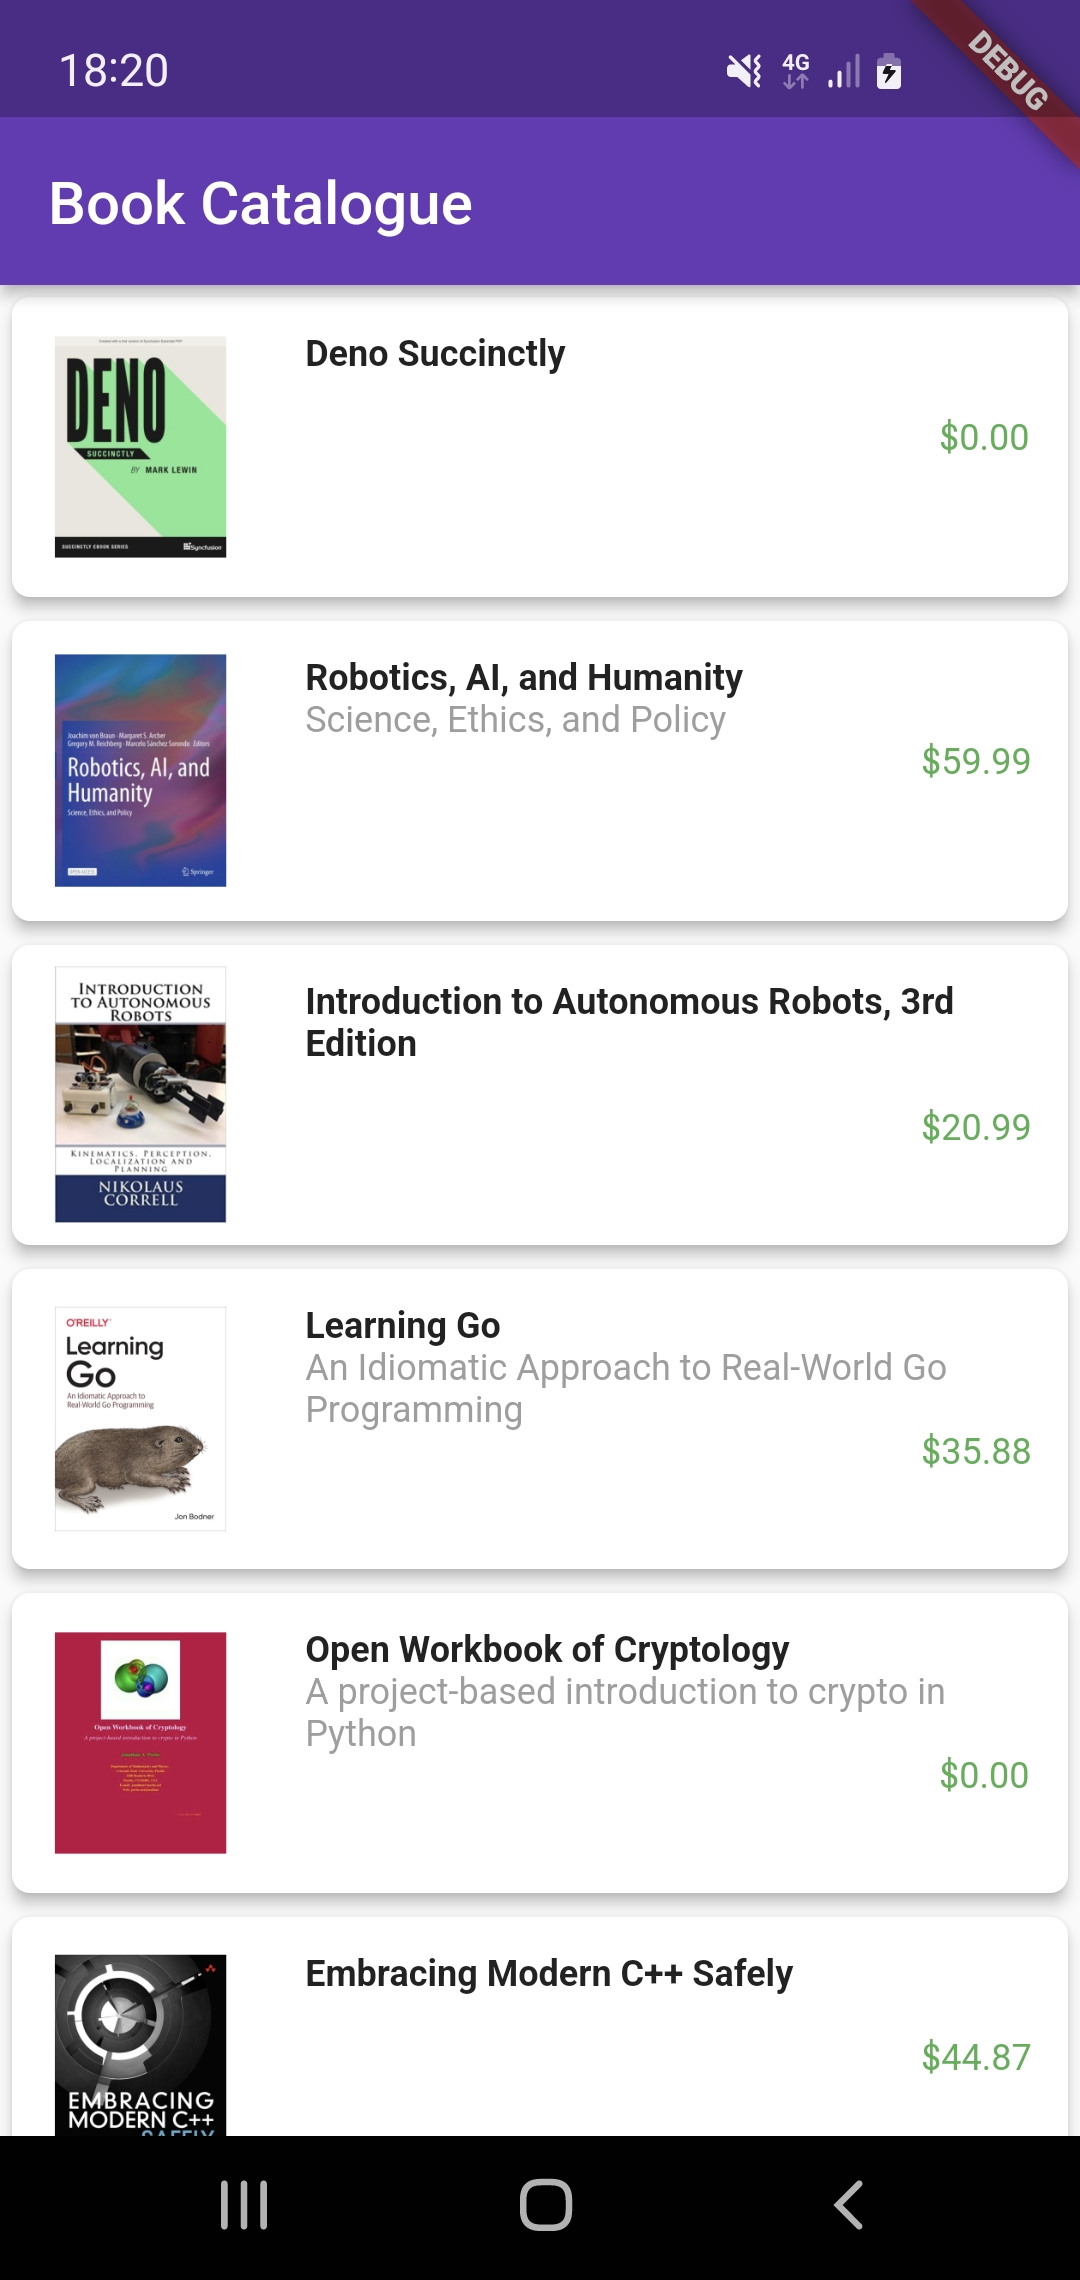 18:20
4G
DEBUG
Book Catalogue
DENO
SUCCINCTLY
BY MARK LEWIN
SUCCINCTLY EBOOK SERIES
Syncfusion
Deno Succinctly
$0.00
Joachim von Braun · Margaret S. Archer
Gregory M. Reichberg · Marcelo Sánchez Sorondo Editors
Robotics, AI, and
Humanity
Science, Ethics, and Policy
OPEN ACCESS
Springer
Robotics, AI, and Humanity
Science, Ethics, and Policy
$59.99
INTRODUCTION
TO AUTONOMOUS
ROBOTS
KINEMATICS, PERCEPTION,
LOCALIZATION AND
PLANNING
NIKOLAUS
CORRELL
Introduction to Autonomous Robots, 3rd
Edition
$20.99
O'REILLY
Learning
Go
An Idiomatic Approach to
Real-World Go Programming
Jon Bodner
Learning Go
An Idiomatic Approach to Real-World Go
Programming
$35.88
Open Workbook of Cryptology
A project-based introduction to crypto in Python
Open Workbook of Cryptology
A project-based introduction to crypto in
Python
$0.00
EMBRACING
MODERN C++
SAFELY
Embracing Modern C++ Safely
$44.87